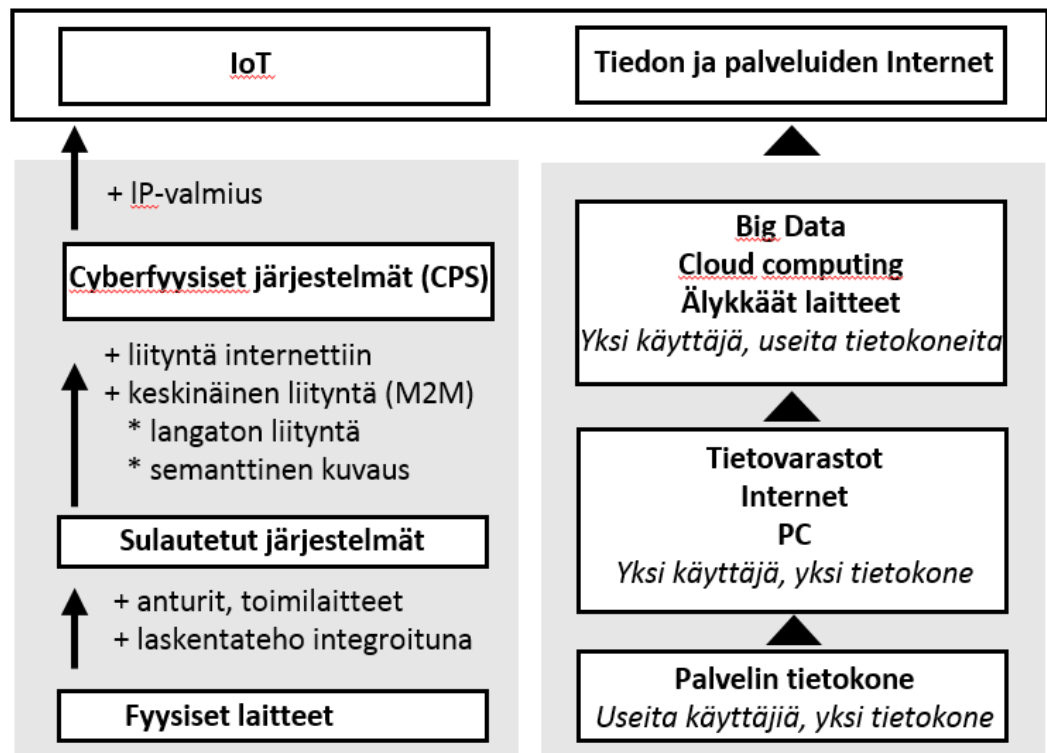 IoT
Tiedon ja palveluiden Internet
+ IP-valmius
Cyberfyysiset järjestelmät (CPS)
+ liityntä internettiin
+ keskinäinen liityntä (M2M)
* langaton liityntä
* semanttinen kuvaus
Sulautetut järjestelmät
+ anturit, toimilaitteet
+ laskentateho integroituna
Fyysiset laitteet
Big Data
Cloud computing
Älykkäät laitteet
Yksi käyttäjä, useita tietokoneita
Tietovarastot
Internet
PC
Yksi käyttäjä, yksi tietokone
Palvelin tietokone
Useita käyttäjiä, yksi tietokone